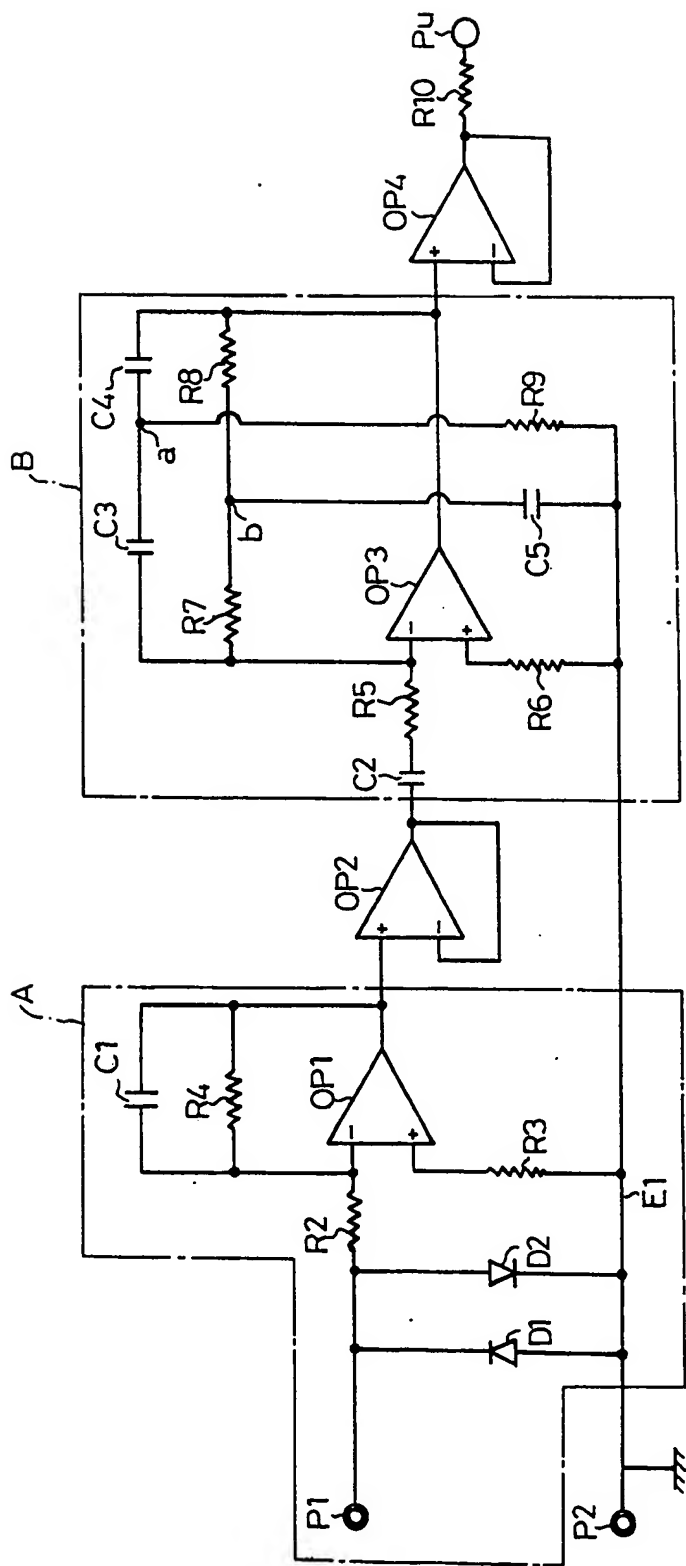 A
B
C1
R4
OP1
R2
R3
D1
D2
E1
P1
P2
OP2
C2
R5
C3
C4
a
R7
R8
b
OP3
R6
C5
R9
OP4
R10
Pu
+
-
+
-
+
-
+
-